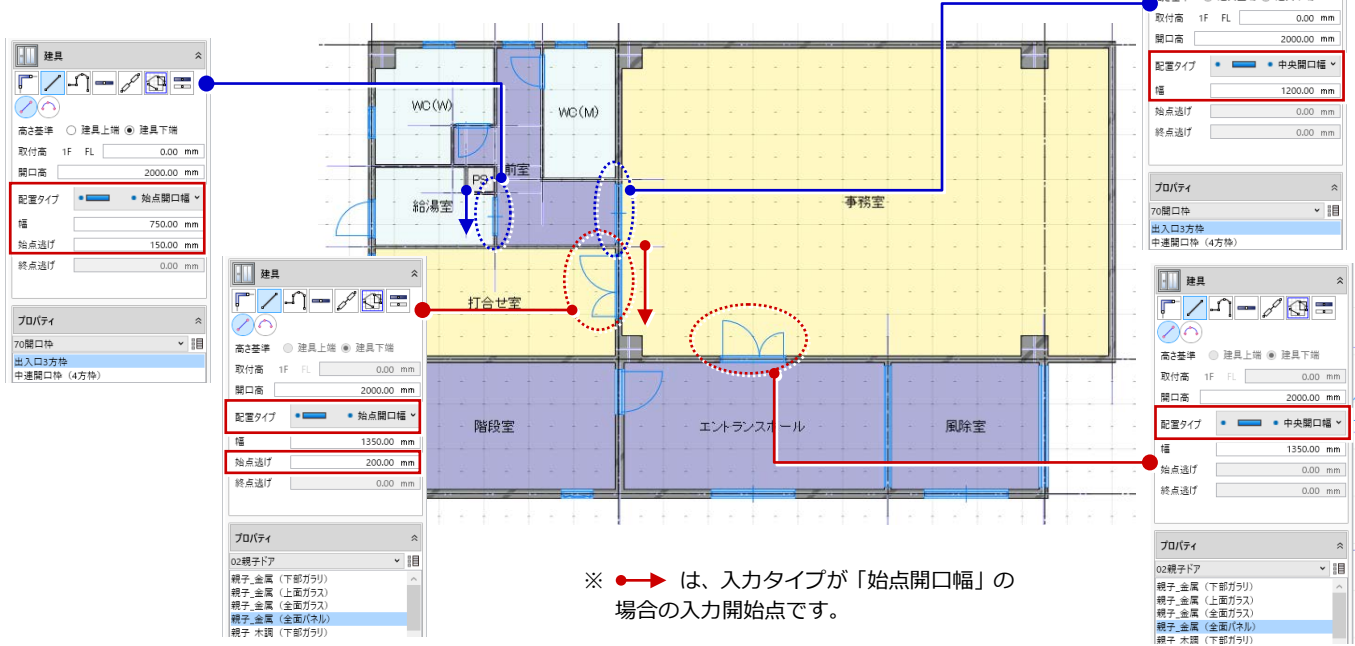 建具
高さ基準 建具上端 建具下端
取付高 1F FL 0.00 mm
開口高 2000.00 mm
配置タイプ 始点開口幅
幅 750.00 mm
始点逃げ 150.00 mm
終点逃げ 0.00 mm
プロパティ
70開口枠
出入口3方枠
中連開口枠（4方枠）
建具
高さ基準 建具上端 建具下端
取付高 1F FL 0.00 mm
開口高 2000.00 mm
配置タイプ 始点開口幅
幅 1350.00 mm
始点逃げ 200.00 mm
終点逃げ 0.00 mm
プロパティ
02親子ドア
親子_金属（下部ガラリ）
親子_金属（上面ガラス）
親子_金属（全面ガラス）
親子_金属（全面パネル）
親子_木調（下部ガラリ）
WC(W)
WC(M)
前室
PS
給湯室
事務室
打合せ室
階段室
エントランスホール
風除室
※ は、入力タイプが「始点開口幅」の
場合の入力開始点です。
取付高 1F FL 0.00 mm
開口高 2000.00 mm
配置タイプ 中央開口幅
幅 1200.00 mm
始点逃げ 0.00 mm
終点逃げ 0.00 mm
プロパティ
70開口枠
出入口3方枠
中連開口枠（4方枠）
建具
高さ基準 建具上端 建具下端
取付高 1F FL 0.00 mm
開口高 2000.00 mm
配置タイプ 中央開口幅
幅 1350.00 mm
始点逃げ 0.00 mm
終点逃げ 0.00 mm
プロパティ
02親子ドア
親子_金属（下部ガラリ）
親子_金属（上面ガラス）
親子_金属（全面ガラス）
親子_金属（全面パネル）
親子_木調（下部ガラリ）